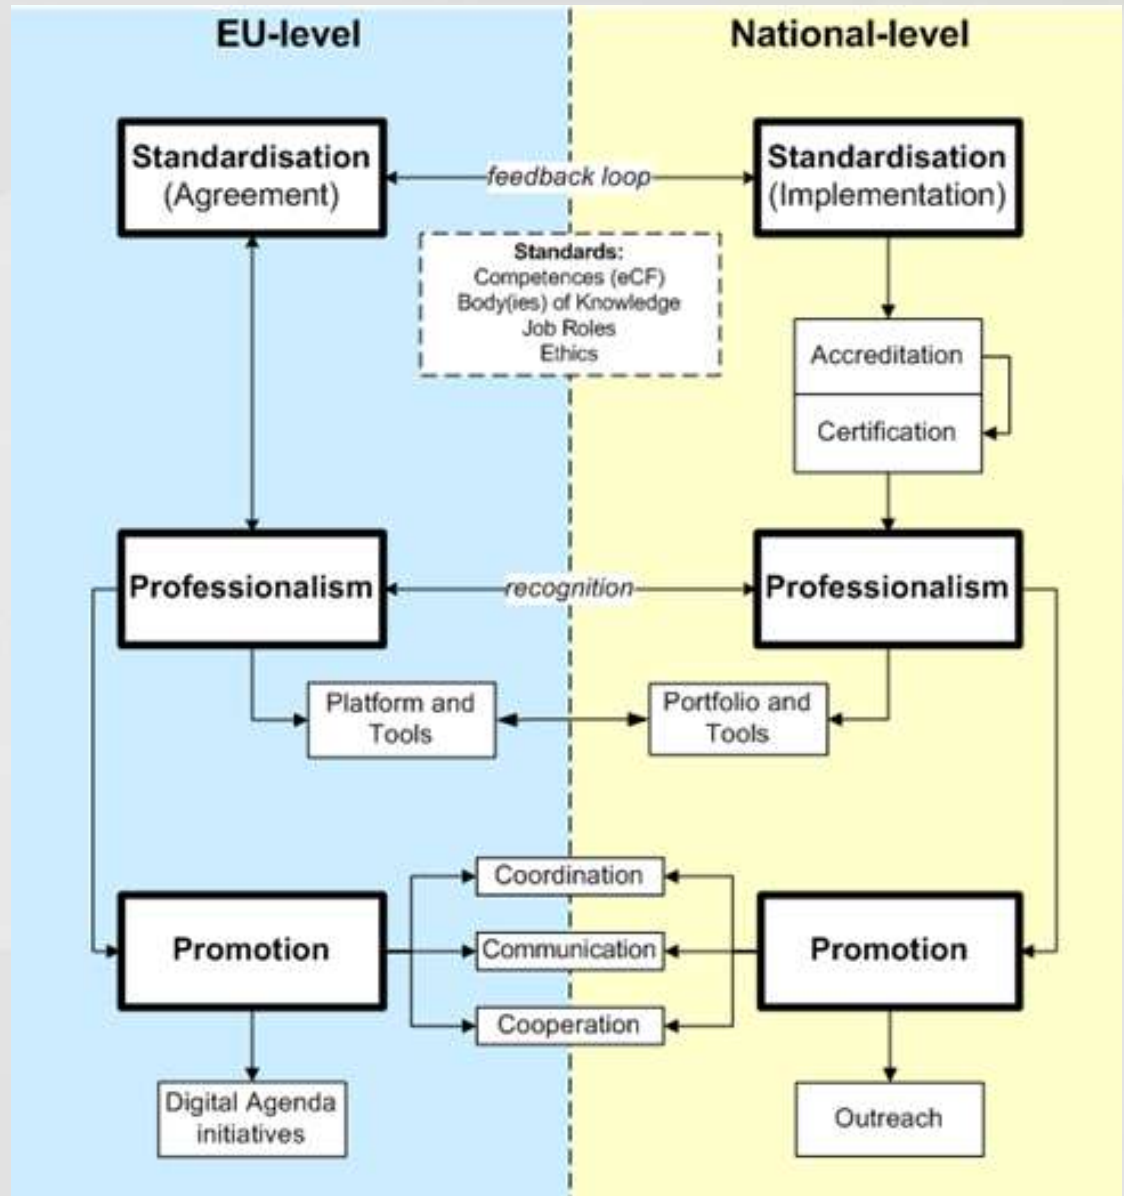 EU-level
National-level
Standardisation
(Agreement)
feedback loop
Standardisation
(Implementation)
Standards:
Competences (eCF)
Body(ies) of Knowledge
Job Roles
Ethics
Accreditation
Certification
Professionalism
recognition
Professionalism
Platform and
Tools
Portfolio and
Tools
Coordination
Promotion
Communication
Promotion
Cooperation
Digital Agenda
initiatives
Outreach